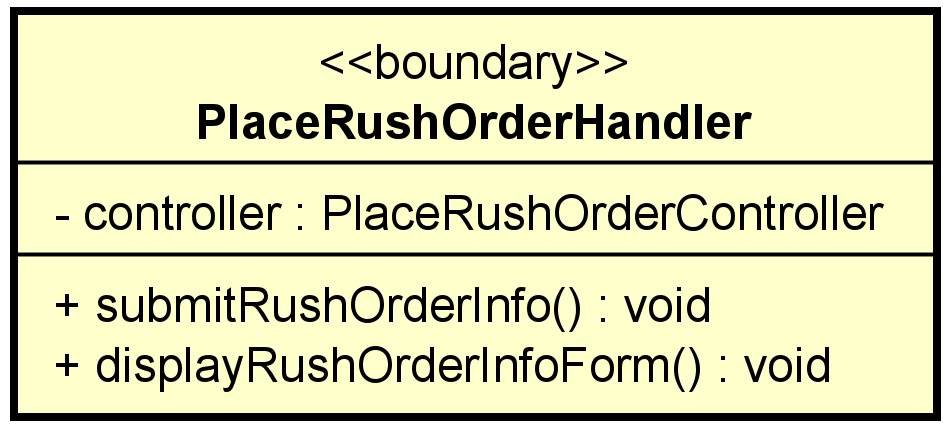 <<boundary>>
PlaceRushOrderHandler
- controller : PlaceRushOrderController
+ submitRushOrderInfo() : void
+ displayRushOrderInfoForm() : void